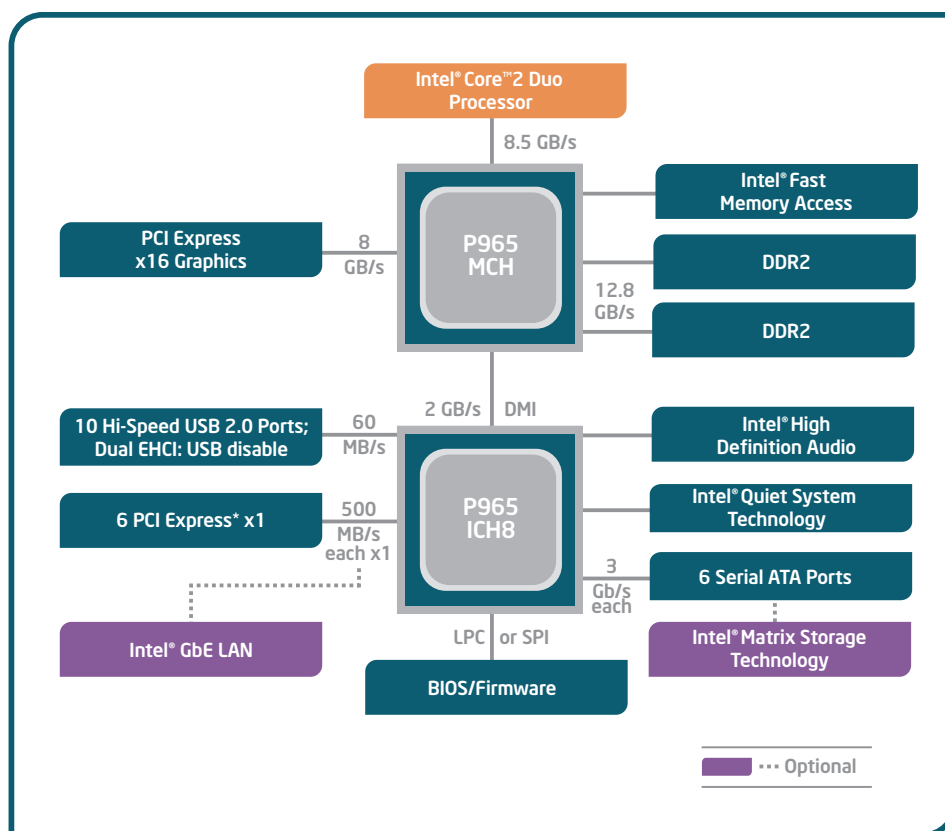 Intel® Core™2 Duo
Processor
8.5 GB/s
Intel® Fast
Memory Access
PCI Express
x16 Graphics
8
GB/s
P965
MCH
DDR2
12.8
GB/s
DDR2
2 GB/s DMI
10 Hi-Speed USB 2.0 Ports;
Dual EHCI: USB disable
60
MB/s
Intel® High
Definition Audio
6 PCI Express* x1
500
MB/s
each x1
P965
ICH8
Intel® Quiet System
Technology
3
Gb/s
each
6 Serial ATA Ports
Intel® GbE LAN
LPC or SPI
Intel® Matrix Storage
Technology
BIOS/Firmware
Optional